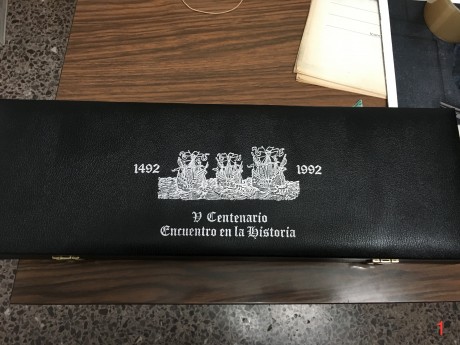 1492 1992
V Centenario
Encuentro en la Historia
1